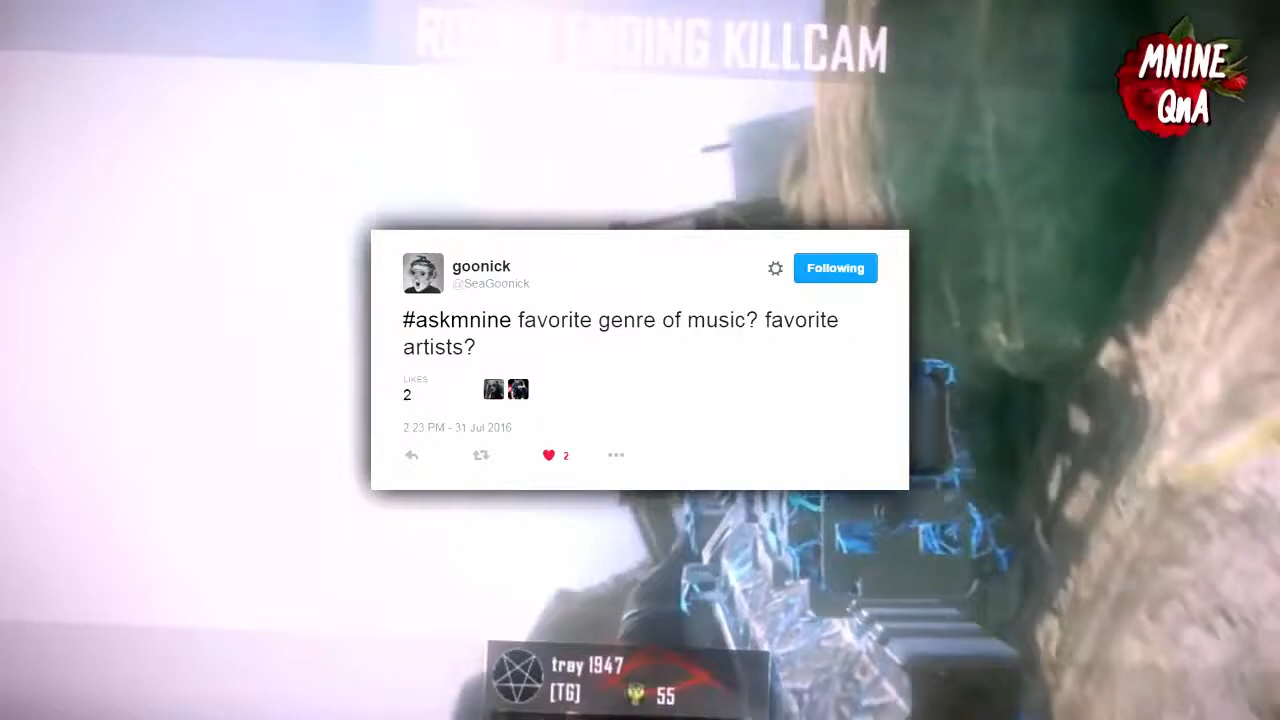 KILLCAM
MNINE
QnA
goonick
@SeaGoonick
Following
#askmnine favorite genre of music? favorite
artists?
LIKES
2
2:23 PM - 31 Jul 2016
2
trey 1947
[TG]
55